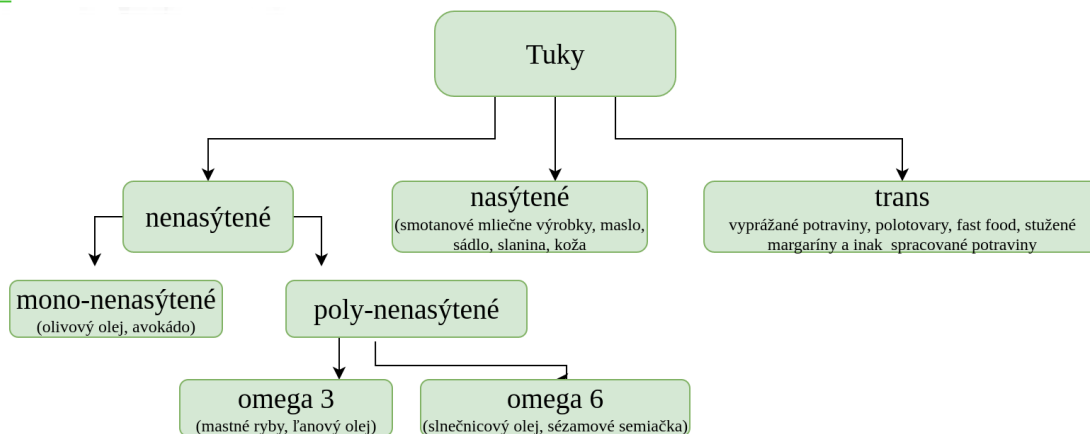 Tuky
nenasýtené
nasýtené
(smotanové mliečne výrobky, maslo,
sádlo, slanina, koža
trans
vyprážané potraviny, polotovary, fast food, stužené
margaríny a inak spracované potraviny
mono-nenasýtené
(olivový olej, avokádo)
poly-nenasýtené
omega 3
(mastné ryby, ľanový olej)
omega 6
(slnečnicový olej, sézamové semiačka)